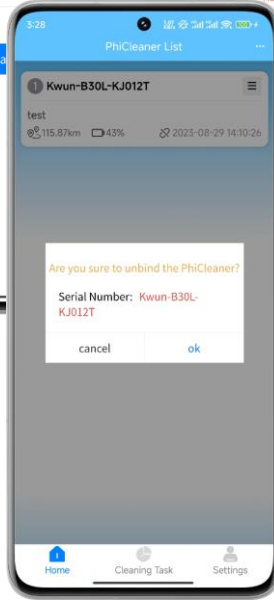 3:28
PhiCleaner List
1 Kwun-B30L-KJ012T
test
115.87km 43% 2023-08-29 14:10:26
Are you sure to unbind the PhiCleaner?
Serial Number: Kwun-B30L-
KJ012T
cancel ok
Home Cleaning Task Settings